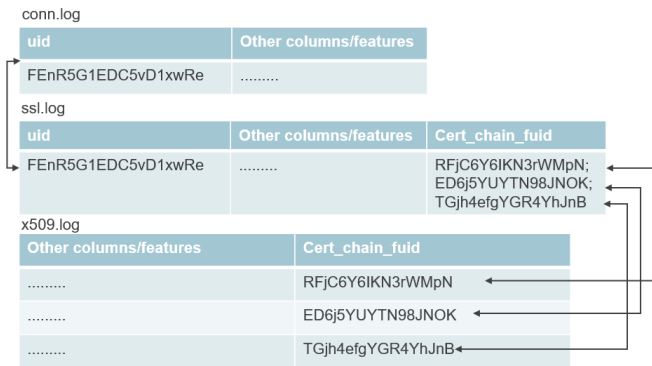 conn.log
uid Other columns/features
FEnR5G1EDC5vD1xwRe .........
ssl.log
uid Other columns/features Cert_chain_fuid
FEnR5G1EDC5vD1xwRe ......... RFjC6Y6IKN3rWMpN;
ED6j5YUYTN98JNOK;
TGjh4efgYGR4YhJnB
x509.log
Other columns/features Cert_chain_fuid
......... RFjC6Y6IKN3rWMpN
......... ED6j5YUYTN98JNOK
......... TGjh4efgYGR4YhJnB